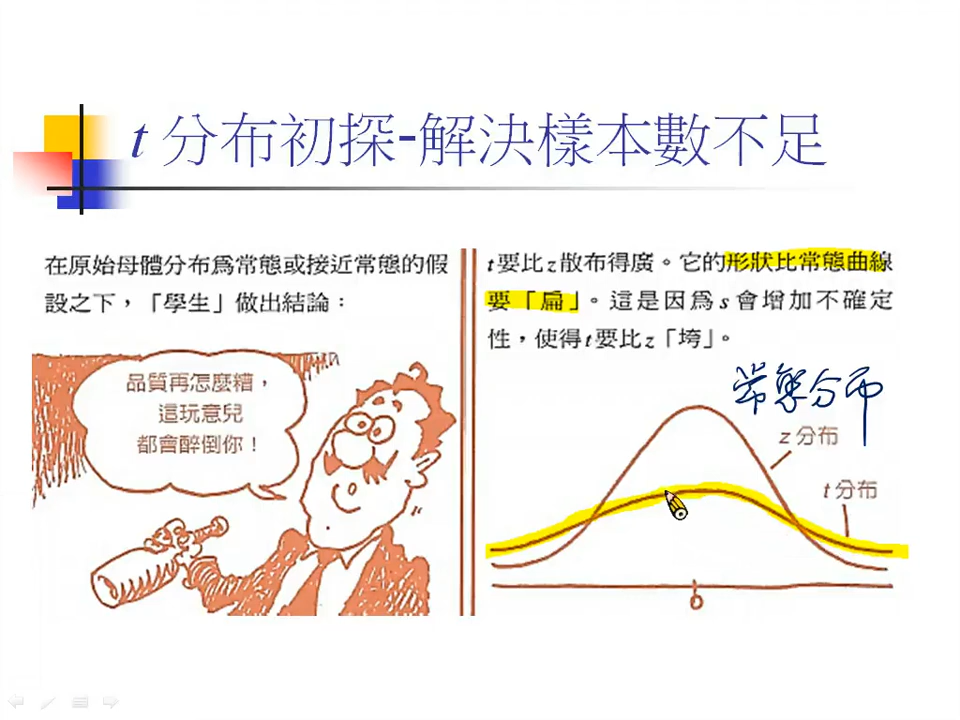 t 分布初探-解決樣本數不足
在原始母體分布爲常態或接近常態的假
設之下，「學生」做出結論：
品質再怎麼糟，
這玩意兒
都會醉倒你！
t要比z散布得廣。它的形狀比常態曲線
要「扁」。這是因爲s會增加不確定
性，使得t要比z「垮」。
常態分布
z 分布
t 分布
0